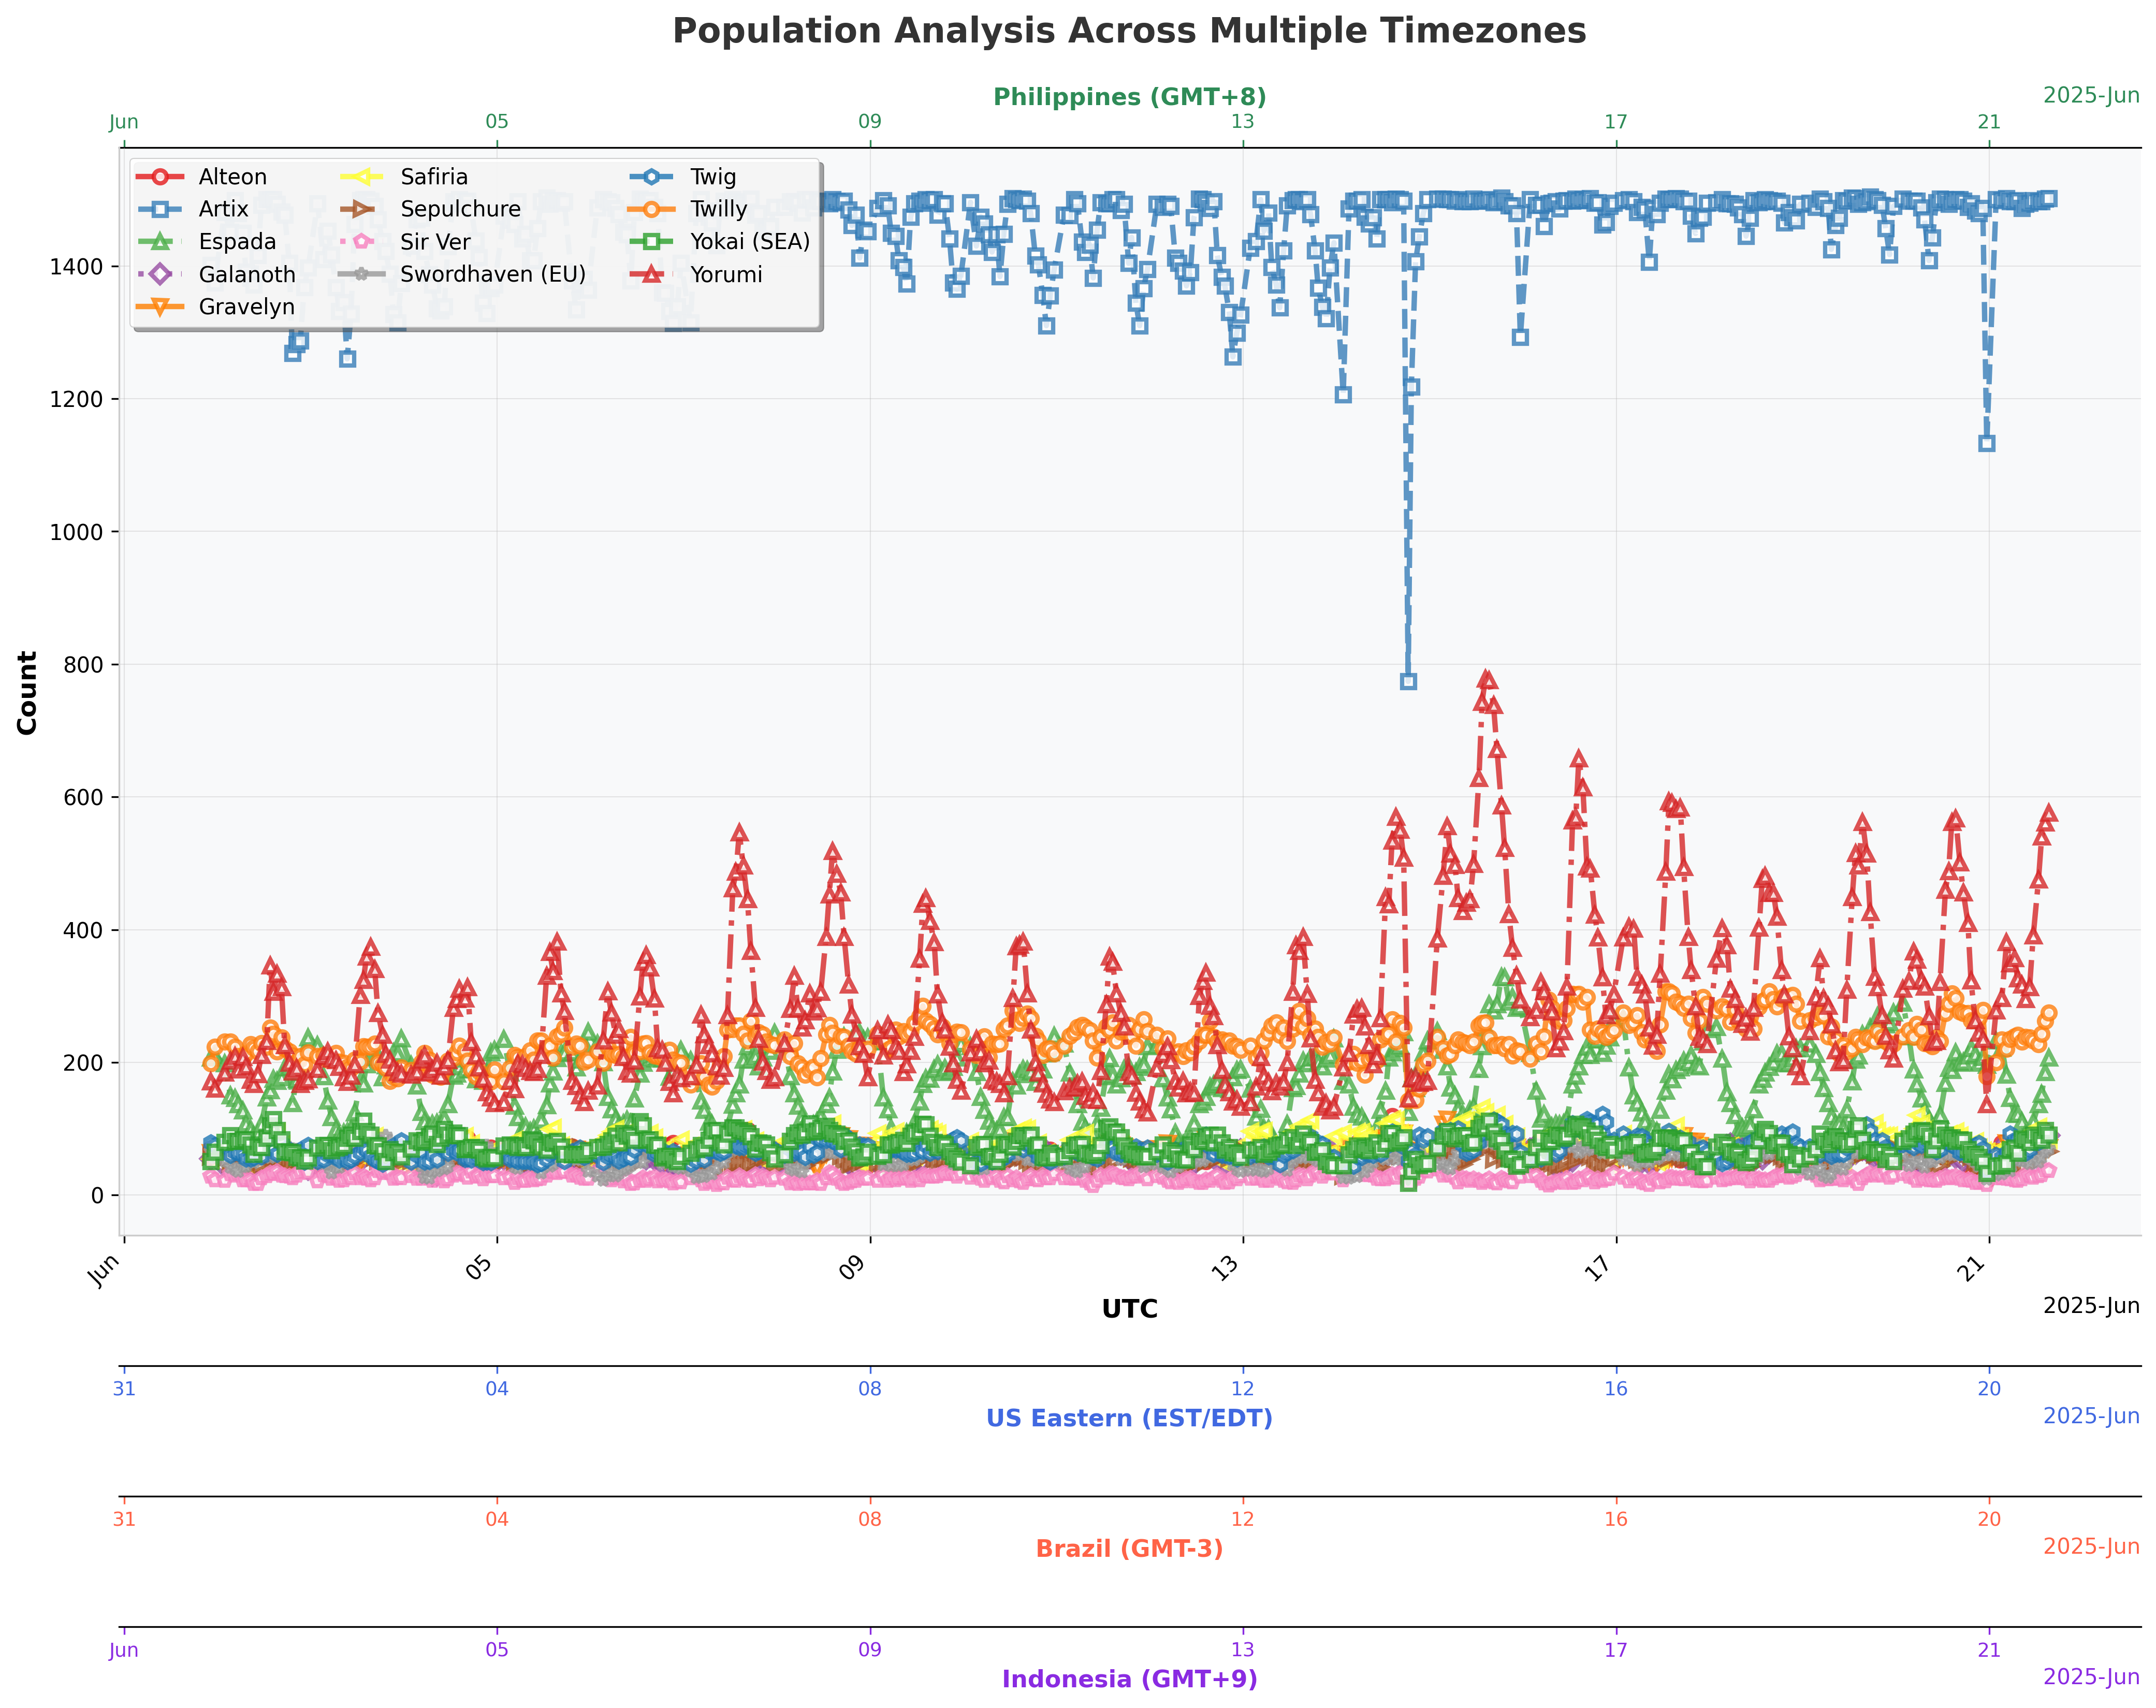 Population Analysis Across Multiple Timezones
Philippines (GMT+8)
2025-Jun
Jun 05 09 13 17 21
Alteon Safiria Twig
Artix Sepulchure Twilly
Espada Sir Ver Yokai (SEA)
Galanoth Swordhaven (EU) Yorumi
Gravelyn
1400
1200
1000
800
600
400
200
0
Count
Jun 05 09 13 17 21
UTC
2025-Jun
31 04 08 12 16 20
US Eastern (EST/EDT)
2025-Jun
31 04 08 12 16 20
Brazil (GMT-3)
2025-Jun
Jun 05 09 13 17 21
Indonesia (GMT+9)
2025-Jun